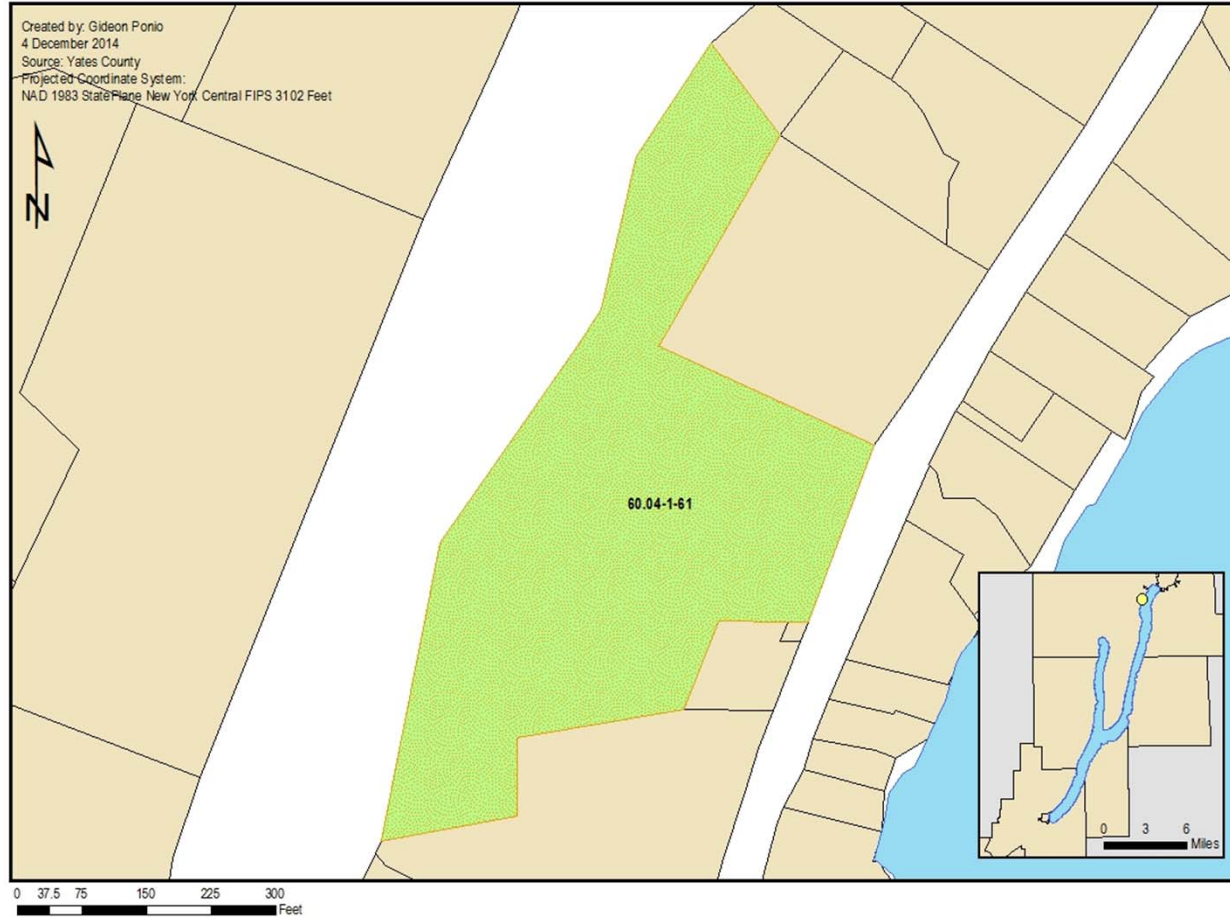 Created by: Gideon Ponio
4 December 2014
Source: Yates County
Projected Coordinate System:
NAD 1983 StatePlane New York Central FIPS 3102 Feet
N
60.04-1-61
0 3 6
Miles
0 37.5 75 150 225 300
Feet